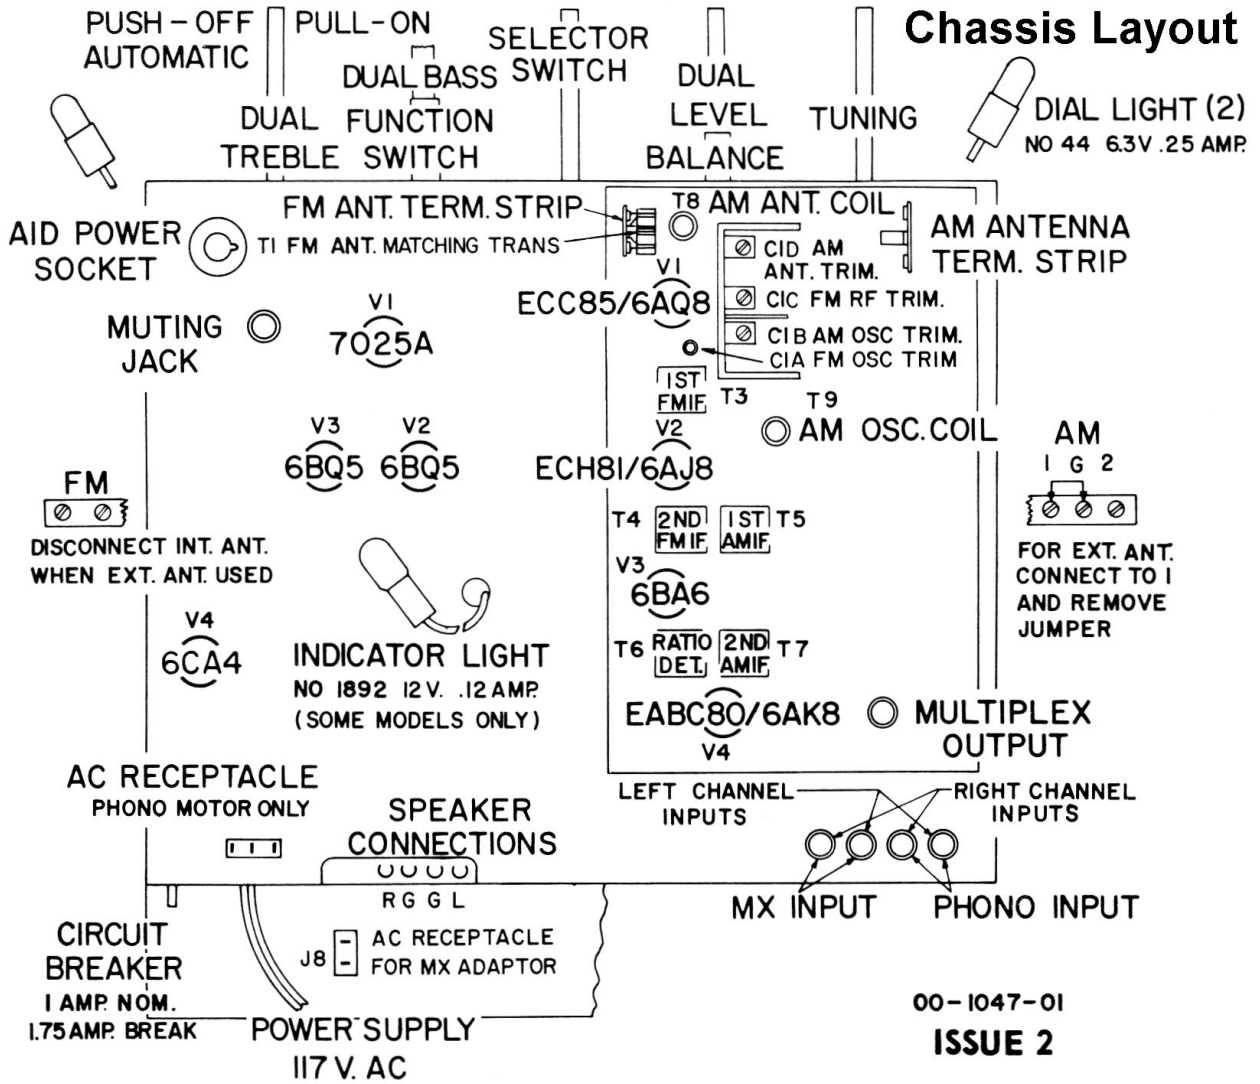 Chassis Layout
PUSH-OFF
AUTOMATIC
PULL-ON
DUAL BASS
SELECTOR
SWITCH
DUAL
LEVEL
BALANCE
TUNING
DIAL LIGHT (2)
NO 44 6.3V .25 AMP.
DUAL
TREBLE
FUNCTION
SWITCH
FM ANT. TERM. STRIP
T1 FM ANT. MATCHING TRANS
T8 AM ANT. COIL
AM ANTENNA
TERM. STRIP
AID POWER
SOCKET
C1D AM
ANT. TRIM.
C1C FM RF TRIM.
C1B AM OSC TRIM.
C1A FM OSC TRIM
V1
ECC85/6AQ8
MUTING
JACK
V1
7025A
1ST
FM IF.
T3
T9
AM OSC. COIL
V3
6BQ5
V2
6BQ5
V2
ECH81/6AJ8
FM
DISCONNECT INT. ANT.
WHEN EXT. ANT. USED
AM
1 G 2
FOR EXT. ANT.
CONNECT TO 1
AND REMOVE
JUMPER
T4
2ND
FM IF.
1ST
AM IF.
T5
V3
6BA6
V4
6CA4
INDICATOR LIGHT
NO 1892 12V. .12 AMP.
(SOME MODELS ONLY)
T6
RATIO
DET.
2ND
AM IF.
T7
EABC80/6AK8
V4
MULTIPLEX
OUTPUT
AC RECEPTACLE
PHONO MOTOR ONLY
SPEAKER
CONNECTIONS
R G G L
LEFT CHANNEL
INPUTS
RIGHT CHANNEL
INPUTS
MX INPUT
PHONO INPUT
CIRCUIT
BREAKER
1 AMP. NOM.
1.75 AMP. BREAK
J8
AC RECEPTACLE
FOR MX ADAPTOR
POWER SUPPLY
117 V. AC
00-1047-01
ISSUE 2